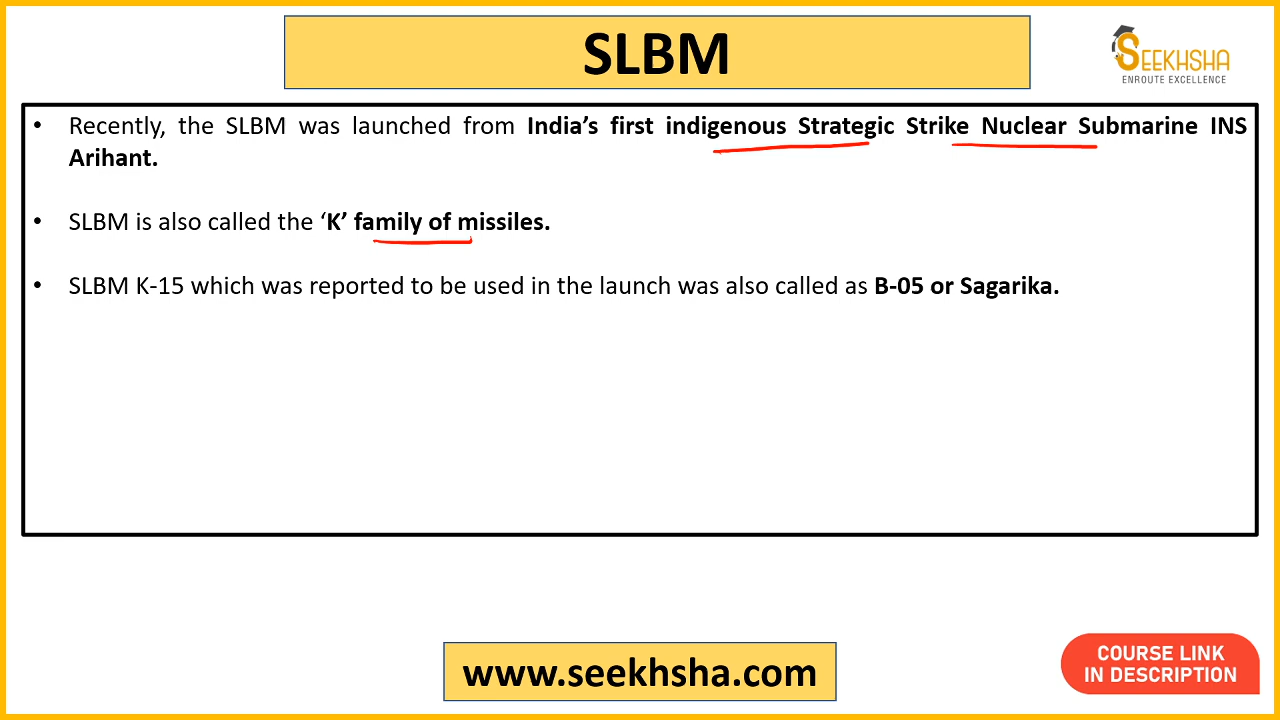 SLBM
SEEKHSHA
ENROUTE EXCELLENCE
• Recently, the SLBM was launched from India’s first indigenous Strategic Strike Nuclear Submarine INS
Arihant.
• SLBM is also called the ‘K’ family of missiles.
• SLBM K-15 which was reported to be used in the launch was also called as B-05 or Sagarika.
www.seekhsha.com
COURSE LINK
IN DESCRIPTION